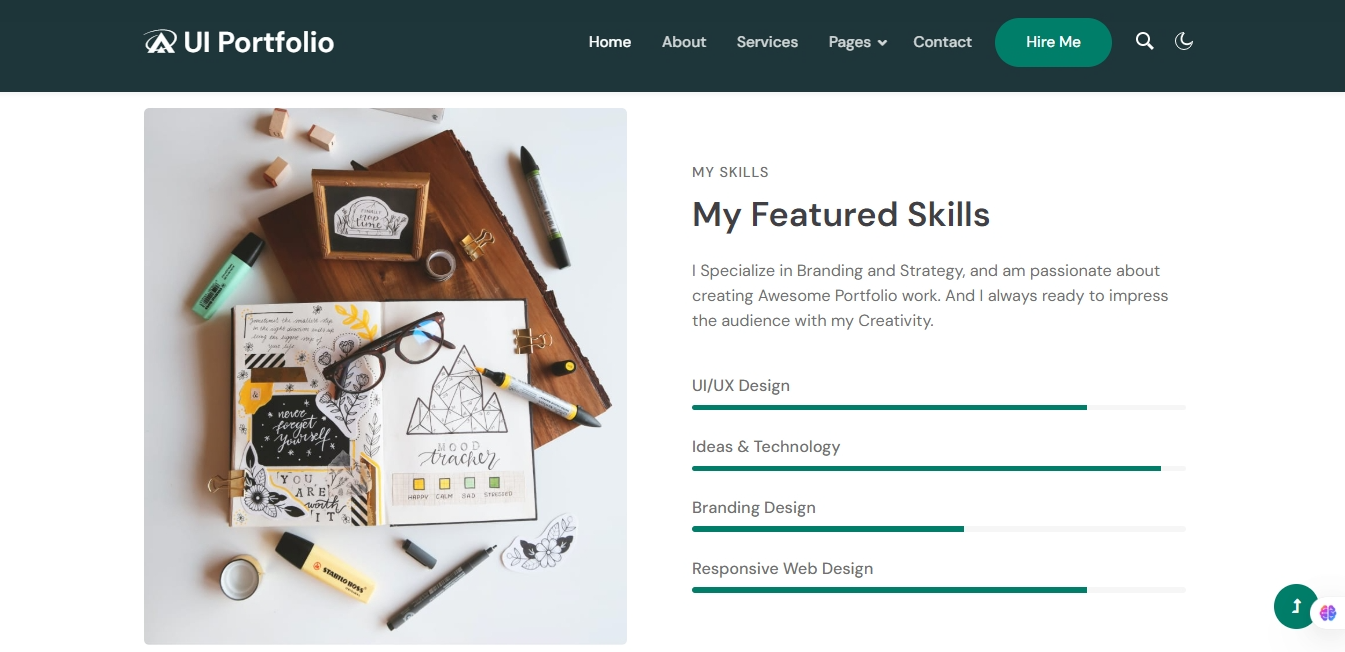 UI Portfolio
Home
About
Services
Pages
Contact
Hire Me
MY SKILLS
My Featured Skills
I Specialize in Branding and Strategy, and am passionate about
creating Awesome Portfolio work. And I always ready to impress
the audience with my Creativity.
UI/UX Design
Ideas & Technology
Branding Design
Responsive Web Design
time
never
forget
yourself
YOU
ARE
worth
IT
MOOD
tracker
HAPPY CALM SAD STRESSED
STABILO BOSS